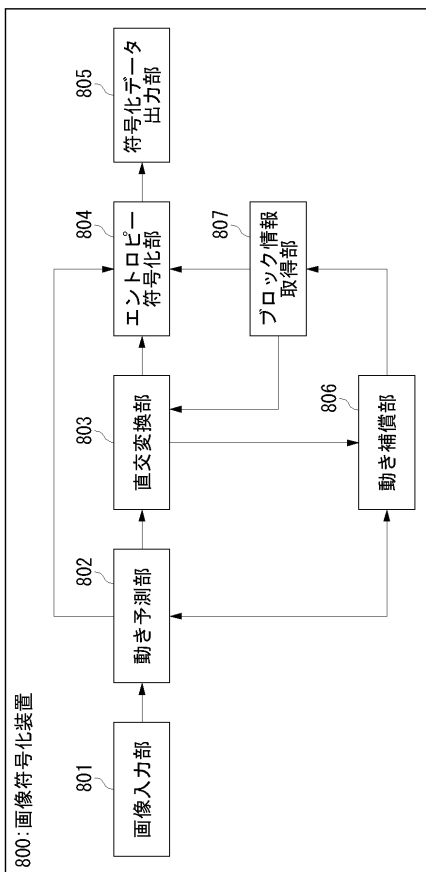 800:画像符号化装置
801
画像入力部
802
動き予測部
803
直交変換部
804
エントロピー
符号化部
805
符号化データ
出力部
806
動き補償部
807
ブロック情報
取得部